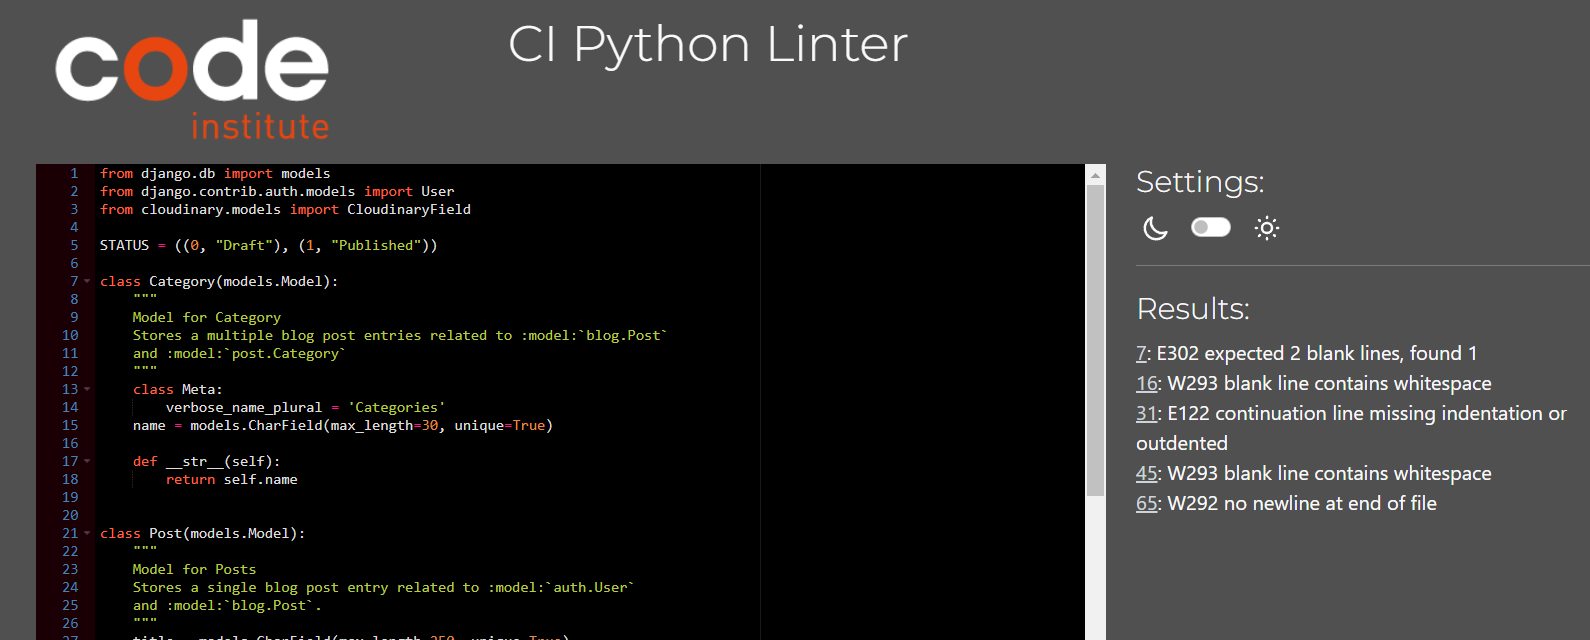 code
institute
CI Python Linter
1 from django.db import models
2 from django.contrib.auth.models import User
3 from cloudinary.models import CloudinaryField
4
5 STATUS = ((0, "Draft"), (1, "Published"))
6
7 class Category(models.Model):
8     """
9     Model for Category
10     Stores a multiple blog post entries related to :model:`blog.Post`
11     and :model:`post.Category`
12     """
13     class Meta:
14         verbose_name_plural = 'Categories'
15     name = models.CharField(max_length=30, unique=True)
16
17     def __str__(self):
18         return self.name
19
20
21 class Post(models.Model):
22     """
23     Model for Posts
24     Stores a single blog post entry related to :model:`auth.User`
25     and :model:`blog.Post`.
26     """
27     title = models.CharField(max_length=250, unique=True)
Settings:
Results:
7: E302 expected 2 blank lines, found 1
16: W293 blank line contains whitespace
31: E122 continuation line missing indentation or
outdented
45: W293 blank line contains whitespace
65: W292 no newline at end of file